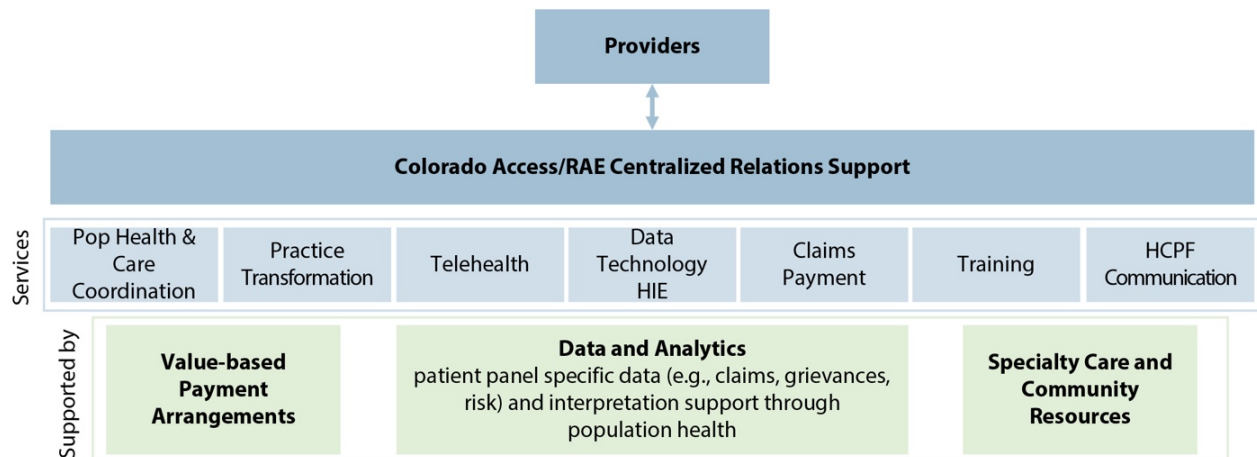 Providers
Colorado Access/RAE Centralized Relations Support
Services
Pop Health &
Care
Coordination
Practice
Transformation
Telehealth
Data
Technology
HIE
Claims
Payment
Training
HCPF
Communication
Supported by
Value-based
Payment
Arrangements
Data and Analytics
patient panel specific data (e.g., claims, grievances,
risk) and interpretation support through
population health
Specialty Care and
Community
Resources